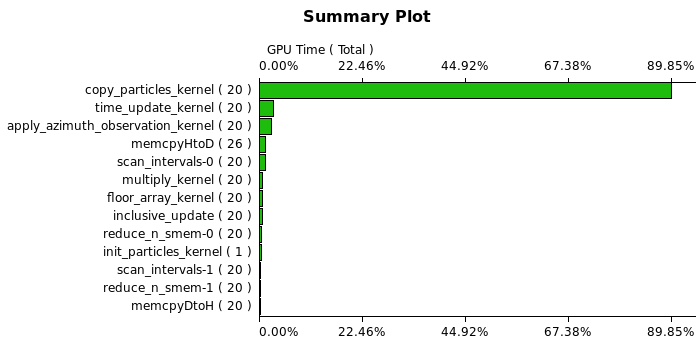 Summary Plot
GPU Time ( Total )
0.00% 22.46% 44.92% 67.38% 89.85%
copy_particles_kernel ( 20 )
time_update_kernel ( 20 )
apply_azimuth_observation_kernel ( 20 )
memcpyHtoD ( 26 )
scan_intervals-0 ( 20 )
multiply_kernel ( 20 )
floor_array_kernel ( 20 )
inclusive_update ( 20 )
reduce_n_smem-0 ( 20 )
init_particles_kernel ( 1 )
scan_intervals-1 ( 20 )
reduce_n_smem-1 ( 20 )
memcpyDtoH ( 20 )
0.00% 22.46% 44.92% 67.38% 89.85%